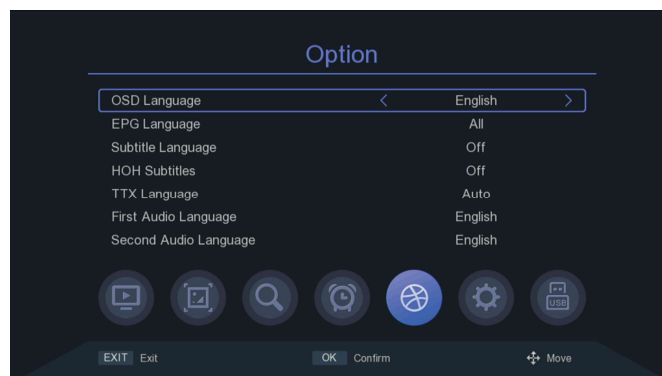 Option
OSD Language English
EPG Language All
Subtitle Language Off
HOH Subtitles Off
TTX Language Auto
First Audio Language English
Second Audio Language English
USB
EXIT Exit OK Confirm Move